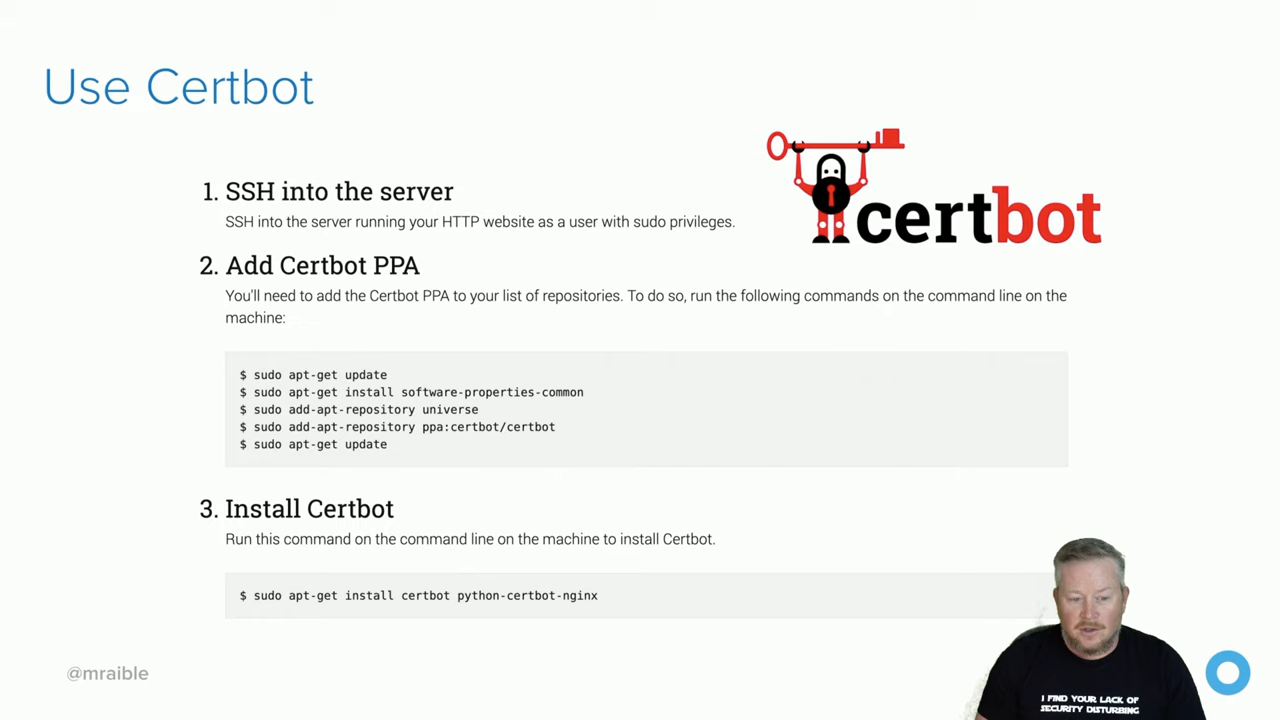 Use Certbot
certbot
1. SSH into the server
SSH into the server running your HTTP website as a user with sudo privileges.
2. Add Certbot PPA
You'll need to add the Certbot PPA to your list of repositories. To do so, run the following commands on the command line on the
machine:
$ sudo apt-get update
$ sudo apt-get install software-properties-common
$ sudo add-apt-repository universe
$ sudo add-apt-repository ppa:certbot/certbot
$ sudo apt-get update
3. Install Certbot
Run this command on the command line on the machine to install Certbot.
$ sudo apt-get install certbot python-certbot-nginx
@mraible
I FIND YOUR LACK OF
SECURITY DISTURBING